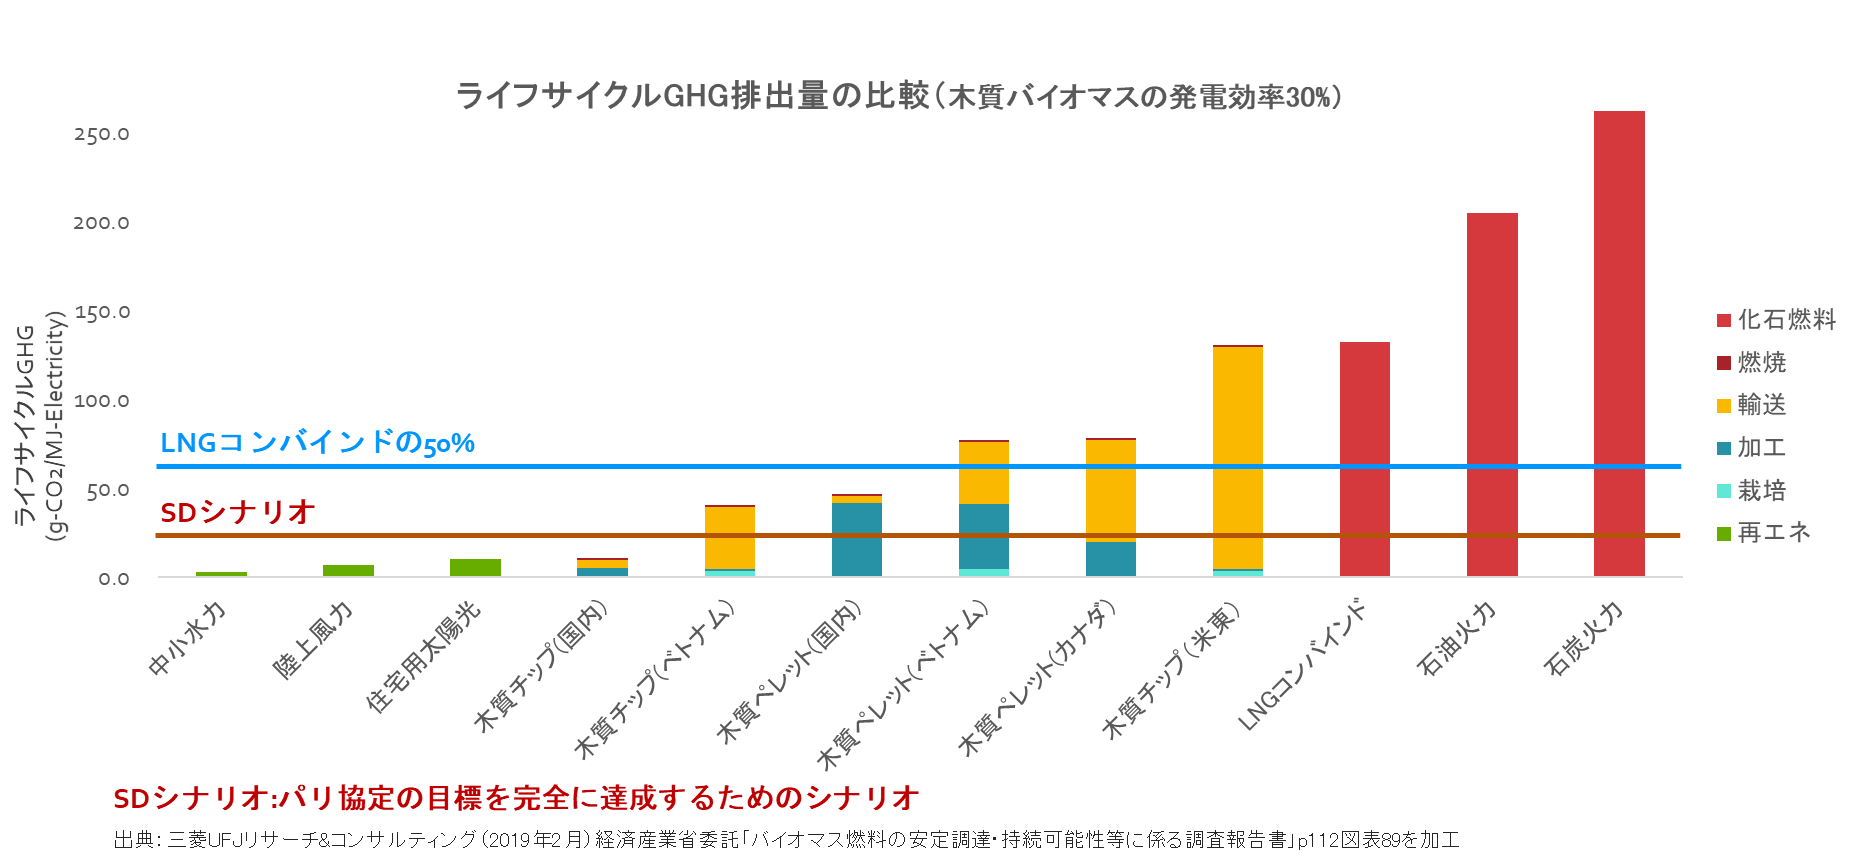 ライフサイクルGHG排出量の比較（木質バイオマスの発電効率30%）
250.0
200.0
150.0
100.0
50.0
0.0
ライフサイクルGHG
(g-CO2/MJ-Electricity)
LNGコンバインドの50%
SDシナリオ
化石燃料
燃焼
輸送
加工
栽培
再エネ
中小水力
陸上風力
住宅用太陽光
木質チップ(国内)
木質チップ(ベトナム)
木質ペレット(国内)
木質ペレット(ベトナム)
木質ペレット(カナダ)
木質チップ（米東）
LNGコンバインド
石油火力
石炭火力
SDシナリオ:パリ協定の目標を完全に達成するためのシナリオ
出典：三菱UFJリサーチ&コンサルティング（2019年2月）経済産業省委託「バイオマス燃料の安定調達・持続可能性等に係る調査報告書」p112図表89を加工